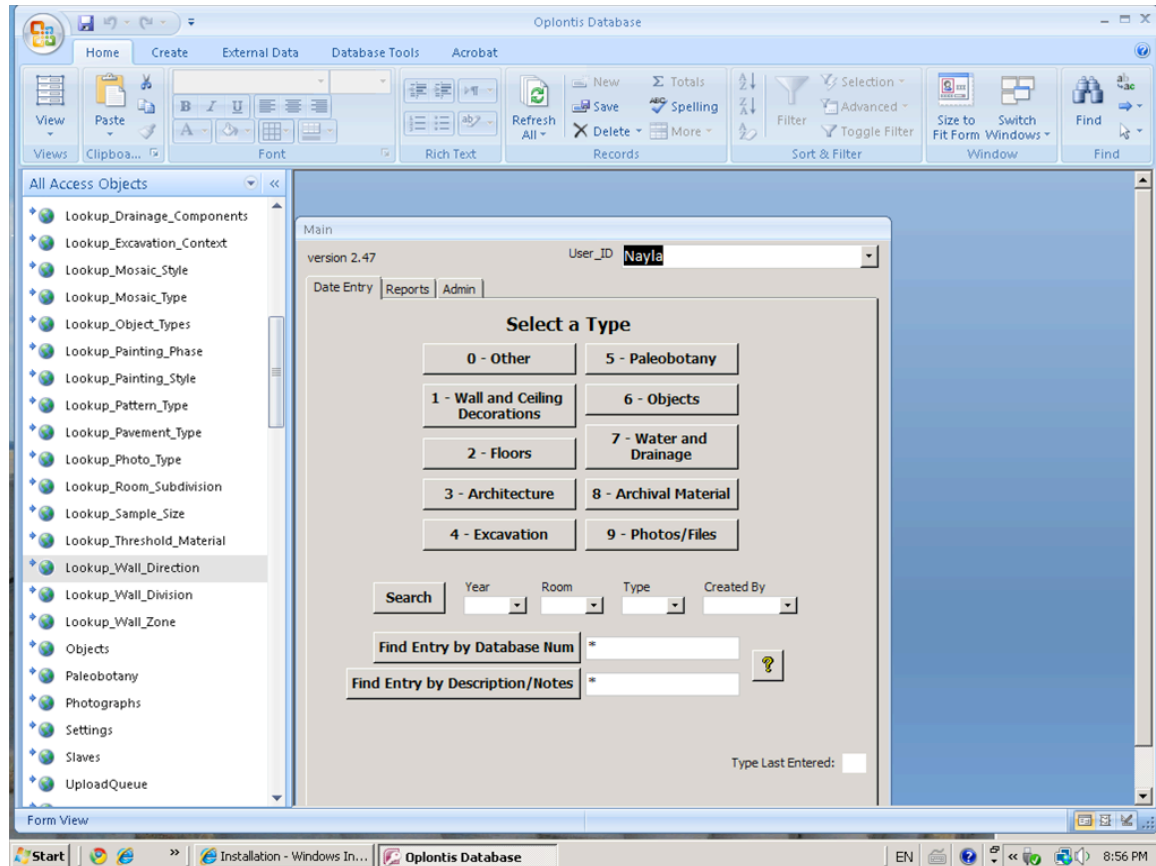 Oplontis Database
Home Create External Data Database Tools Acrobat
View
Paste
B I U
A
ab
Refresh All
New
Save
Delete
Σ Totals
ABC Spelling
More
A Z
Z A
Filter
Selection
Advanced
Toggle Filter
Size to Fit Form
Switch Windows
Find
Views Clipboa... Font Rich Text Records Sort & Filter Window Find
All Access Objects
Lookup_Drainage_Components
Lookup_Excavation_Context
Lookup_Mosaic_Style
Lookup_Mosaic_Type
Lookup_Object_Types
Lookup_Painting_Phase
Lookup_Painting_Style
Lookup_Pattern_Type
Lookup_Pavement_Type
Lookup_Photo_Type
Lookup_Room_Subdivision
Lookup_Sample_Size
Lookup_Threshold_Material
Lookup_Wall_Direction
Lookup_Wall_Division
Lookup_Wall_Zone
Objects
Paleobotany
Photographs
Settings
Slaves
UploadQueue
Main
version 2.47
User_ID Nayla
Date Entry Reports Admin
Select a Type
0 - Other
5 - Paleobotany
1 - Wall and Ceiling
Decorations
6 - Objects
2 - Floors
7 - Water and
Drainage
3 - Architecture
8 - Archival Material
4 - Excavation
9 - Photos/Files
Search
Year Room Type Created By
Find Entry by Database Num *
Find Entry by Description/Notes *
?
Type Last Entered:
Form View
Start » Installation - Windows In... Oplontis Database EN « 8:56 PM